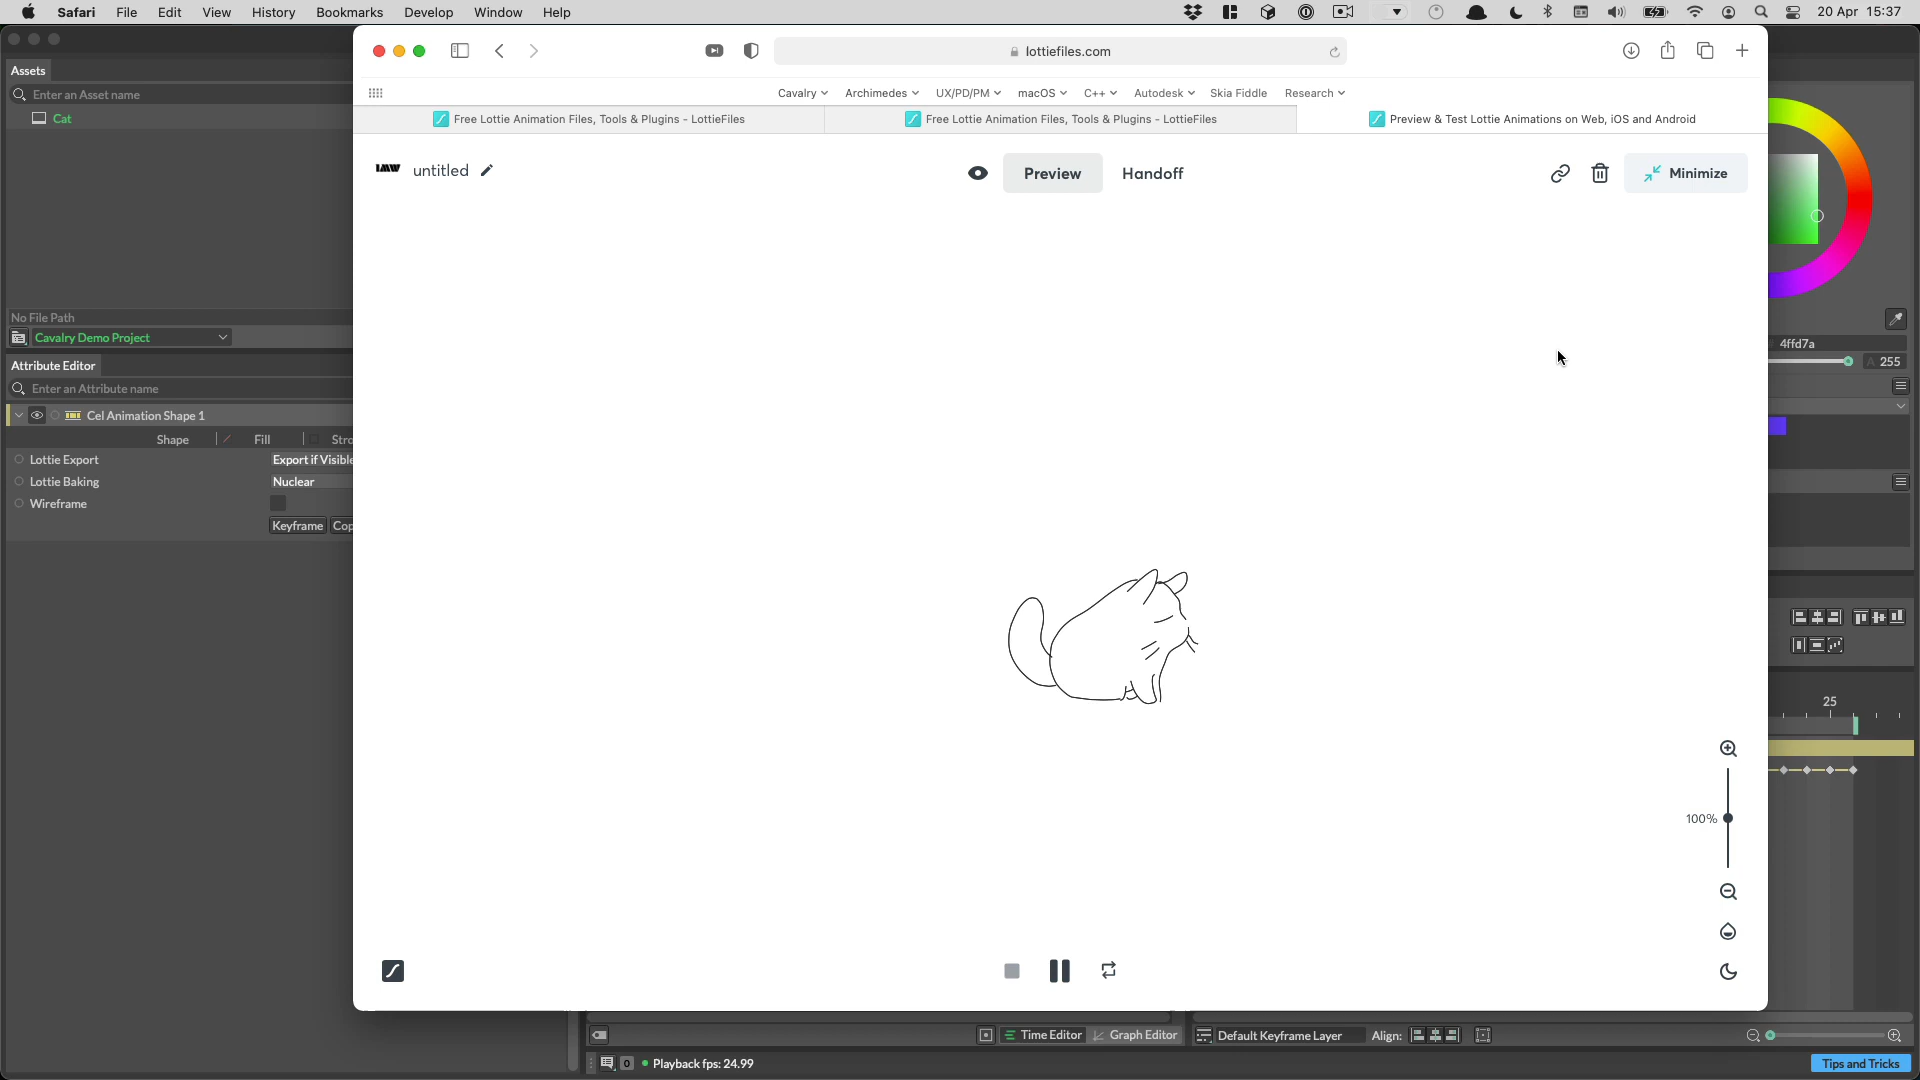 Safari File Edit View History Bookmarks Develop Window Help
20 Apr 15:37
lottiefiles.com
Cavalry Archimedes UX/PD/PM macOS C++ Autodesk Skia Fiddle Research
Free Lottie Animation Files, Tools & Plugins - LottieFiles
Free Lottie Animation Files, Tools & Plugins - LottieFiles
Preview & Test Lottie Animations on Web, iOS and Android
untitled
Preview
Handoff
Minimize
100%
Assets
Enter an Asset name
Cat
No File Path
Cavalry Demo Project
Attribute Editor
Enter an Attribute name
Cel Animation Shape 1
Shape Fill Stro
Lottie Export Export if Visible
Lottie Baking Nuclear
Wireframe
Keyframe Cop
4ffd7a
A 255
25
Time Editor Graph Editor
Default Keyframe Layer Align:
0 Playback fps: 24.99
Tips and Tricks